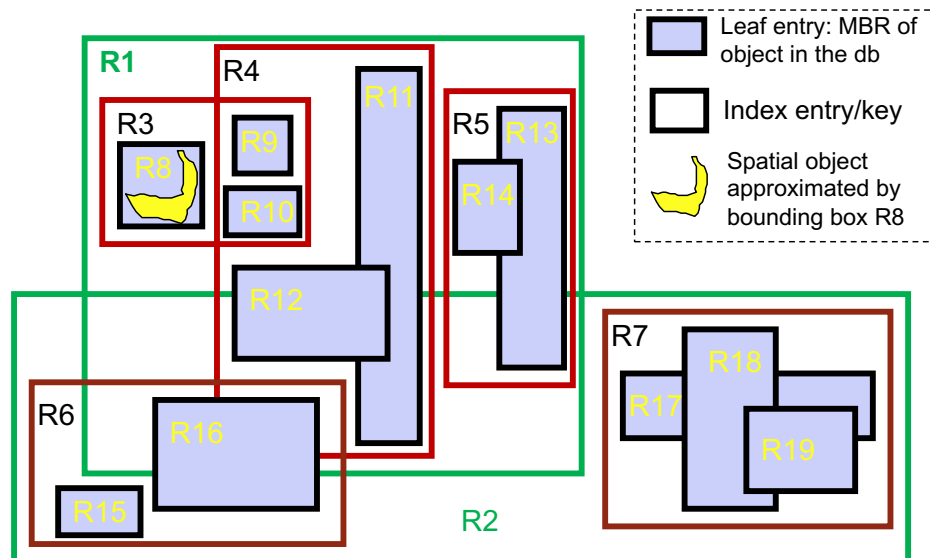 R1
R4
R3
R8
R9
R10
R11
R5
R13
R14
R12
R6
R16
R15
R2
R7
R17
R18
R19
Leaf entry: MBR of
object in the db
Index entry/key
Spatial object
approximated by
bounding box R8